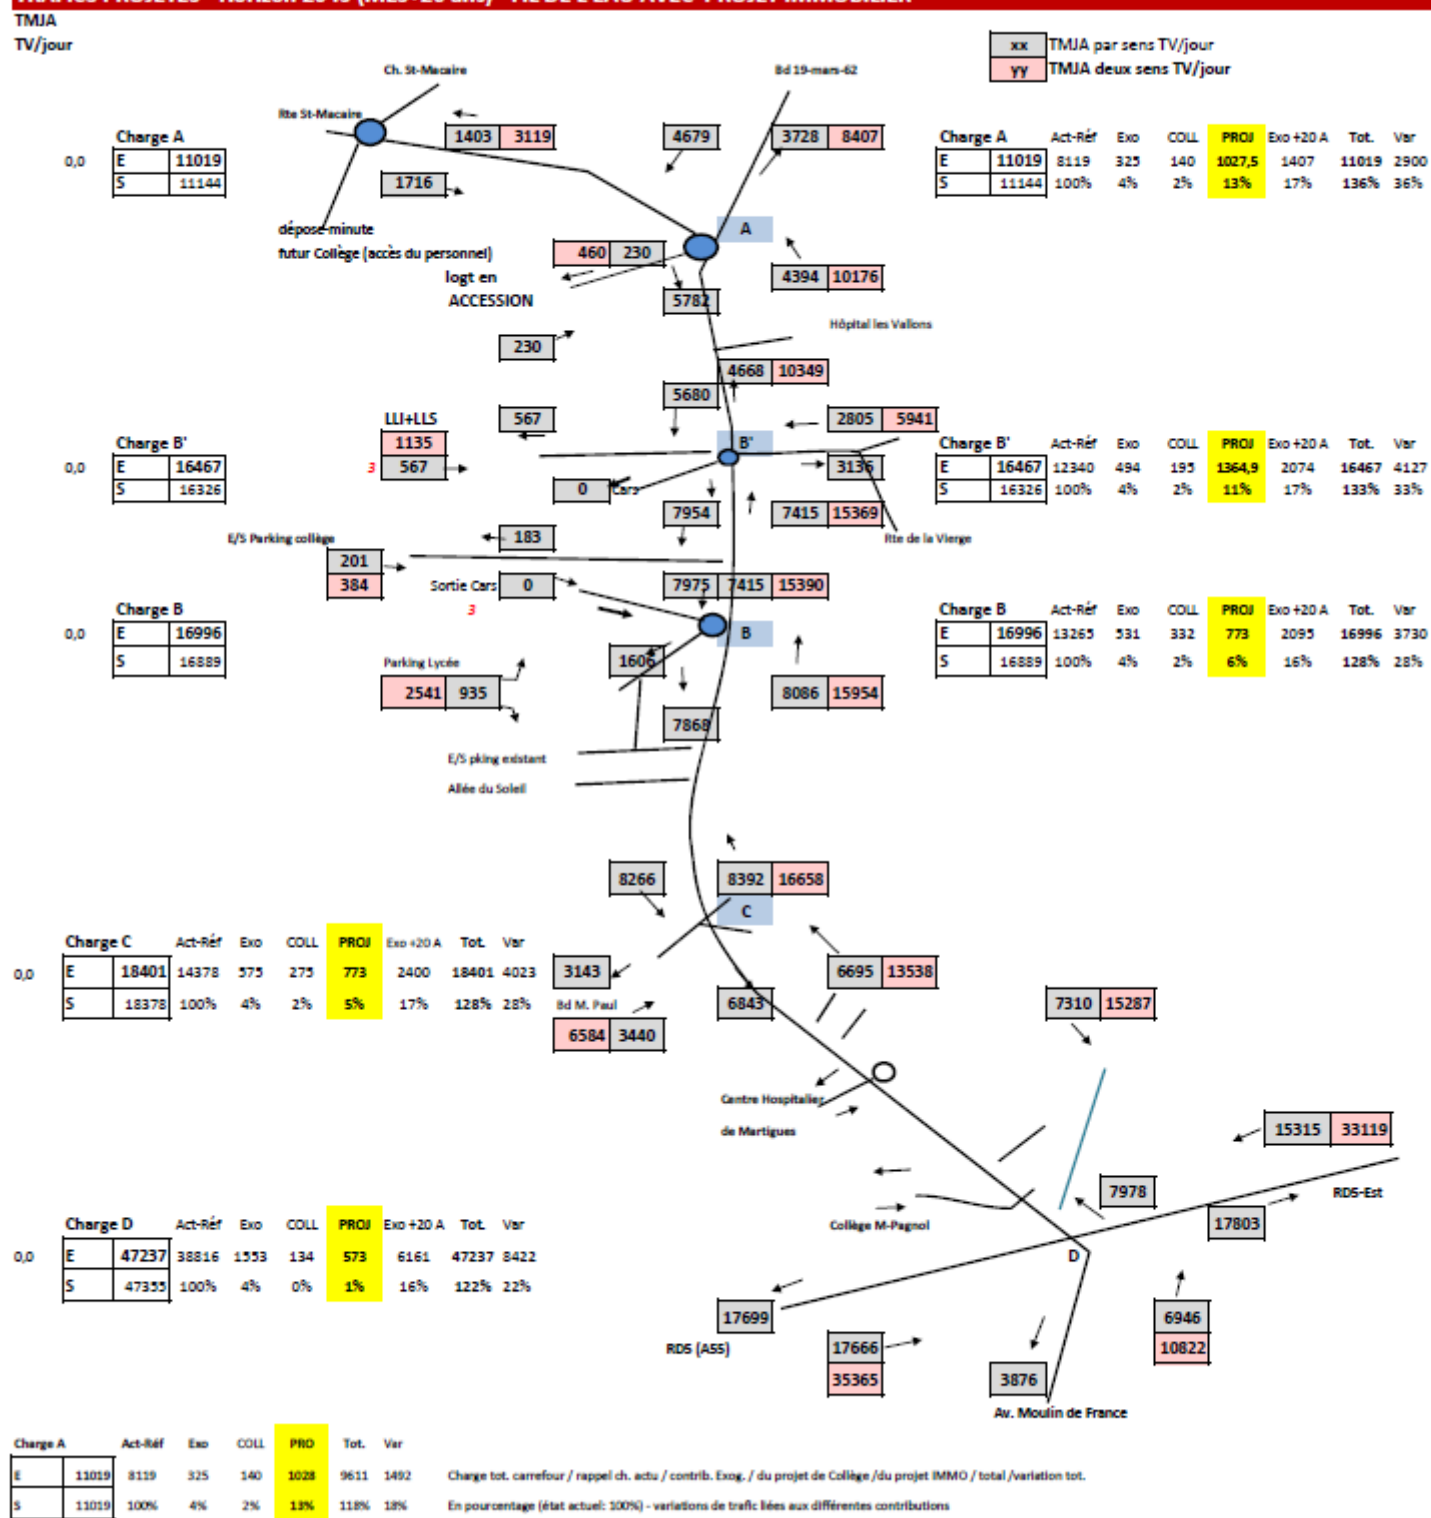 TMJA
TV/jour
xx TMJA par sens TV/jour
yy TMJA deux sens TV/jour
Ch. St-Macaire
Bd 19-mars-62
Rte St-Macaire
1403 3119
4679
3728 8407
Charge A
0,0 E 11019
S 11144
Charge A Act-Réf Exo COLL PROJ Exo +20 A Tot. Var
E 11019 8119 325 140 1027,5 1407 11019 2900
S 11144 100% 4% 2% 13% 17% 136% 36%
1716
dépose-minute
futur Collège (accès du personnel)
A
460 230
logt en
ACCESSION
4394 10176
5782
Hôpital les Vallons
230
4668 10349
5680
LLI+LLS
567
2805 5941
1135
Charge B'
0,0 E 16467
S 16326
3 567
B'
3136
Charge B' Act-Réf Exo COLL PROJ Exo +20 A Tot. Var
E 16467 12340 494 195 1364,9 2074 16467 4127
S 16326 100% 4% 2% 11% 17% 133% 33%
0 Cars
7954
7415 15369
E/S Parking collège
183
Rte de la Vierge
201
384
Sortie Cars 0
3
7975 7415 15390
Charge B
0,0 E 16996
S 16889
B
Charge B Act-Réf Exo COLL PROJ Exo +20 A Tot. Var
E 16996 13265 531 332 773 2095 16996 3730
S 16889 100% 4% 2% 6% 16% 128% 28%
Parking Lycée
1606
2541 935
8086 15954
7868
E/S pking existant
Allée du Soleil
8266
8392 16658
C
Charge C Act-Réf Exo COLL PROJ Exo +20 A Tot. Var
0,0 E 18401 14378 575 275 773 2400 18401 4023
S 18378 100% 4% 2% 5% 17% 128% 28%
3143
6695 13538
Bd M. Paul
6843
7310 15287
6584 3440
Centre Hospitalier
de Martigues
15315 33119
7978
RD5-Est
Collège M-Pagnol
17803
D
Charge D Act-Réf Exo COLL PROJ Exo +20 A Tot. Var
0,0 E 47237 38816 1553 134 573 6161 47237 8422
S 47355 100% 4% 0% 1% 16% 122% 22%
17699
6946
10822
RD5 (A55)
17666
35365
3876
Av. Moulin de France
Charge A Act-Réf Exo COLL PRO Tot. Var
E 11019 8119 325 140 1028 9611 1492 Charge tot. carrefour / rappel ch. actu / contrib. Exog. / du projet de Collège /du projet IMMO / total /variation tot.
S 11019 100% 4% 2% 13% 118% 18% En pourcentage (état actuel: 100%) - variations de trafic liées aux différentes contributions